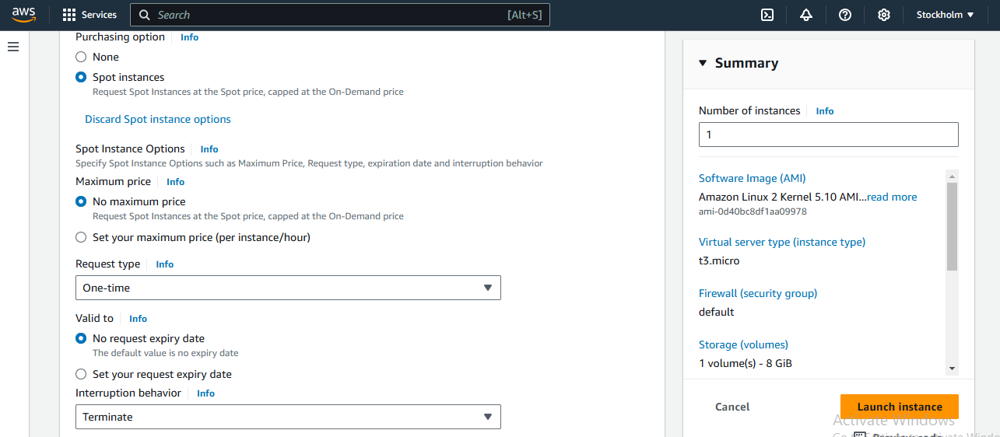 aws Services Search [Alt+S] Stockholm
Purchasing option Info
None
Spot instances
Request Spot Instances at the Spot price, capped at the On-Demand price
Discard Spot instance options
Spot Instance Options Info
Specify Spot Instance Options such as Maximum Price, Request type, expiration date and interruption behavior
Maximum price Info
No maximum price
Request Spot Instances at the Spot price, capped at the On-Demand price
Set your maximum price (per instance/hour)
Request type Info
One-time
Valid to Info
No request expiry date
The default value is no expiry date
Set your request expiry date
Interruption behavior Info
Terminate
Summary
Number of instances Info
1
Software Image (AMI)
Amazon Linux 2 Kernel 5.10 AMI...read more
ami-0d40bc8df1aa09978
Virtual server type (instance type)
t3.micro
Firewall (security group)
default
Storage (volumes)
1 volume(s) - 8 GiB
Cancel Launch instance
Activate Windows